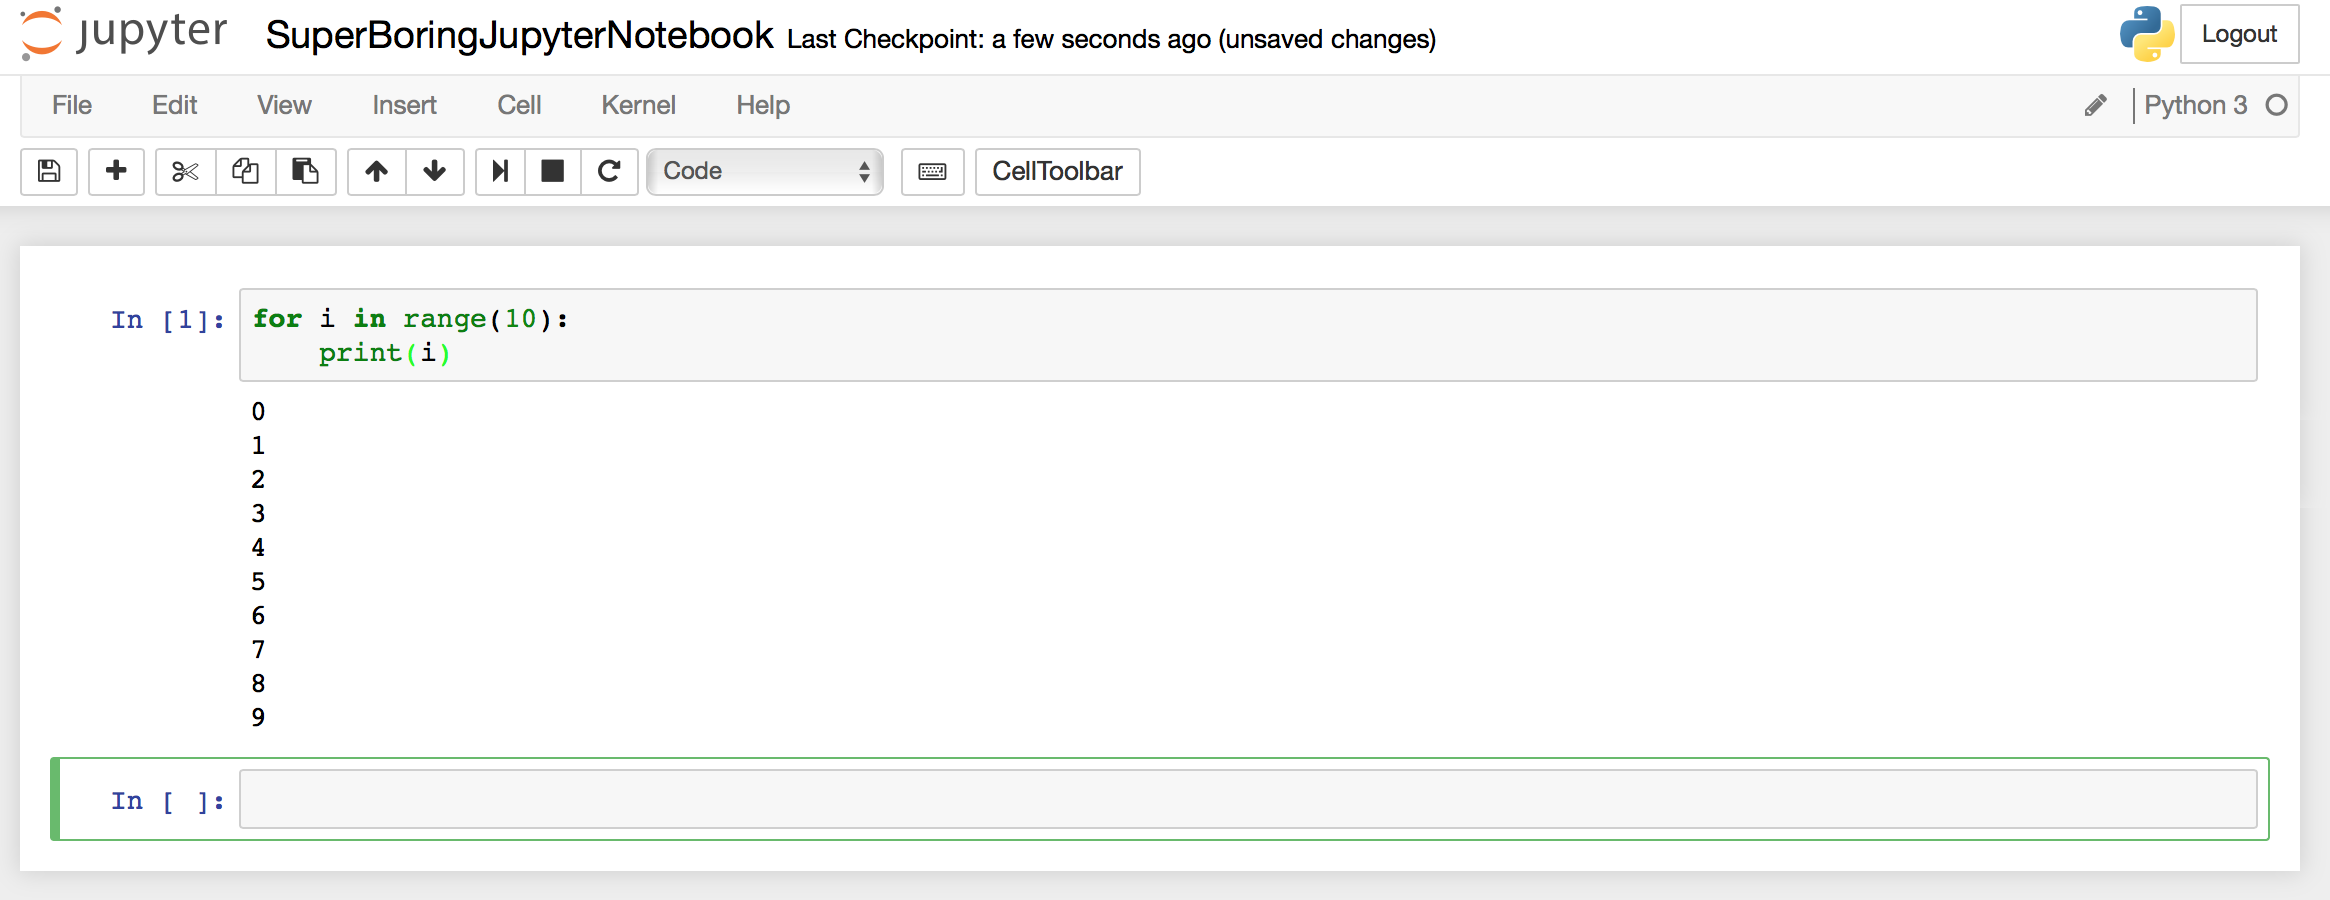 jupyter SuperBoringJupyterNotebook Last Checkpoint: a few seconds ago (unsaved changes) Logout
File Edit View Insert Cell Kernel Help Python 3
Code CellToolbar
In [1]: for i in range(10):
    print(i)
0
1
2
3
4
5
6
7
8
9
In [ ]: